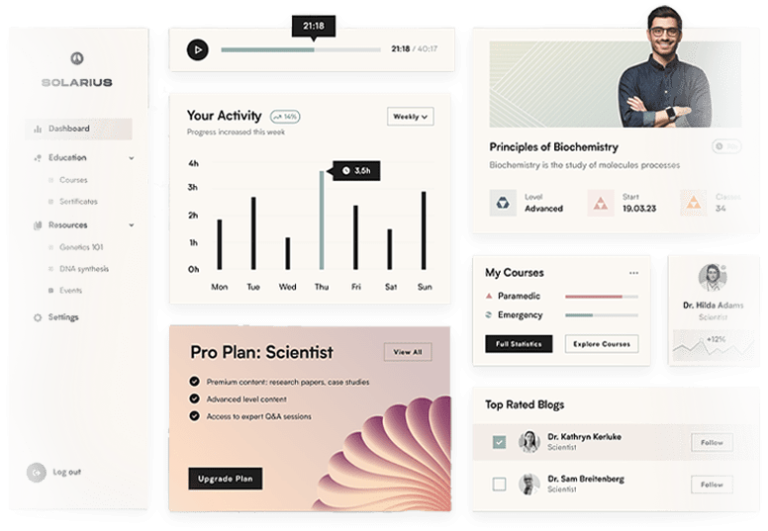 SOLARIUS
Dashboard
Education
Courses
Sertificates
Resources
Genetics 101
DNA synthesis
Events
Settings
Log out
21:18
21:18 / 40:17
Your Activity
14%
Weekly
Progress increased this week
4h
3h
2h
1h
0h
3,5h
Mon Tue Wed Thu Fri Sat Sun
Pro Plan: Scientist
View All
Premium content: research papers, case studies
Advanced level content
Access to expert Q&A sessions
Upgrade Plan
Principles of Biochemistry
Biochemistry is the study of molecules processes
Level
Advanced
Start
19.03.23
34
My Courses
Paramedic
Emergency
Full Statistics
Explore Courses
Dr. Hilda Adams
Scientist
+12%
Top Rated Blogs
Dr. Kathryn Kerluke
Scientist
Follow
Dr. Sam Breitenberg
Scientist
Follow